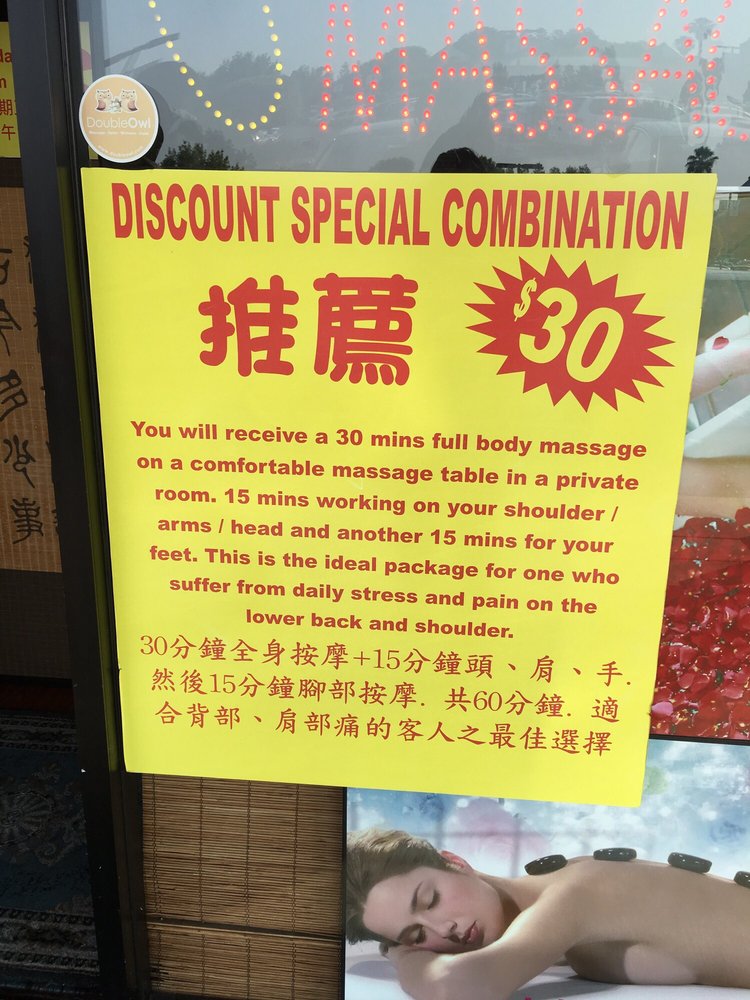 MASSA
DoubleOwl
DISCOUNT SPECIAL COMBINATION
推薦
$30
You will receive a 30 mins full body massage
on a comfortable massage table in a private
room. 15 mins working on your shoulder /
arms / head and another 15 mins for your
feet. This is the ideal package for one who
suffer from daily stress and pain on the
lower back and shoulder.
30分鐘全身按摩+15分鐘頭、肩、手.
然後15分鐘腳部按摩. 共60分鐘. 適
合背部、肩部痛的客人之最佳選擇